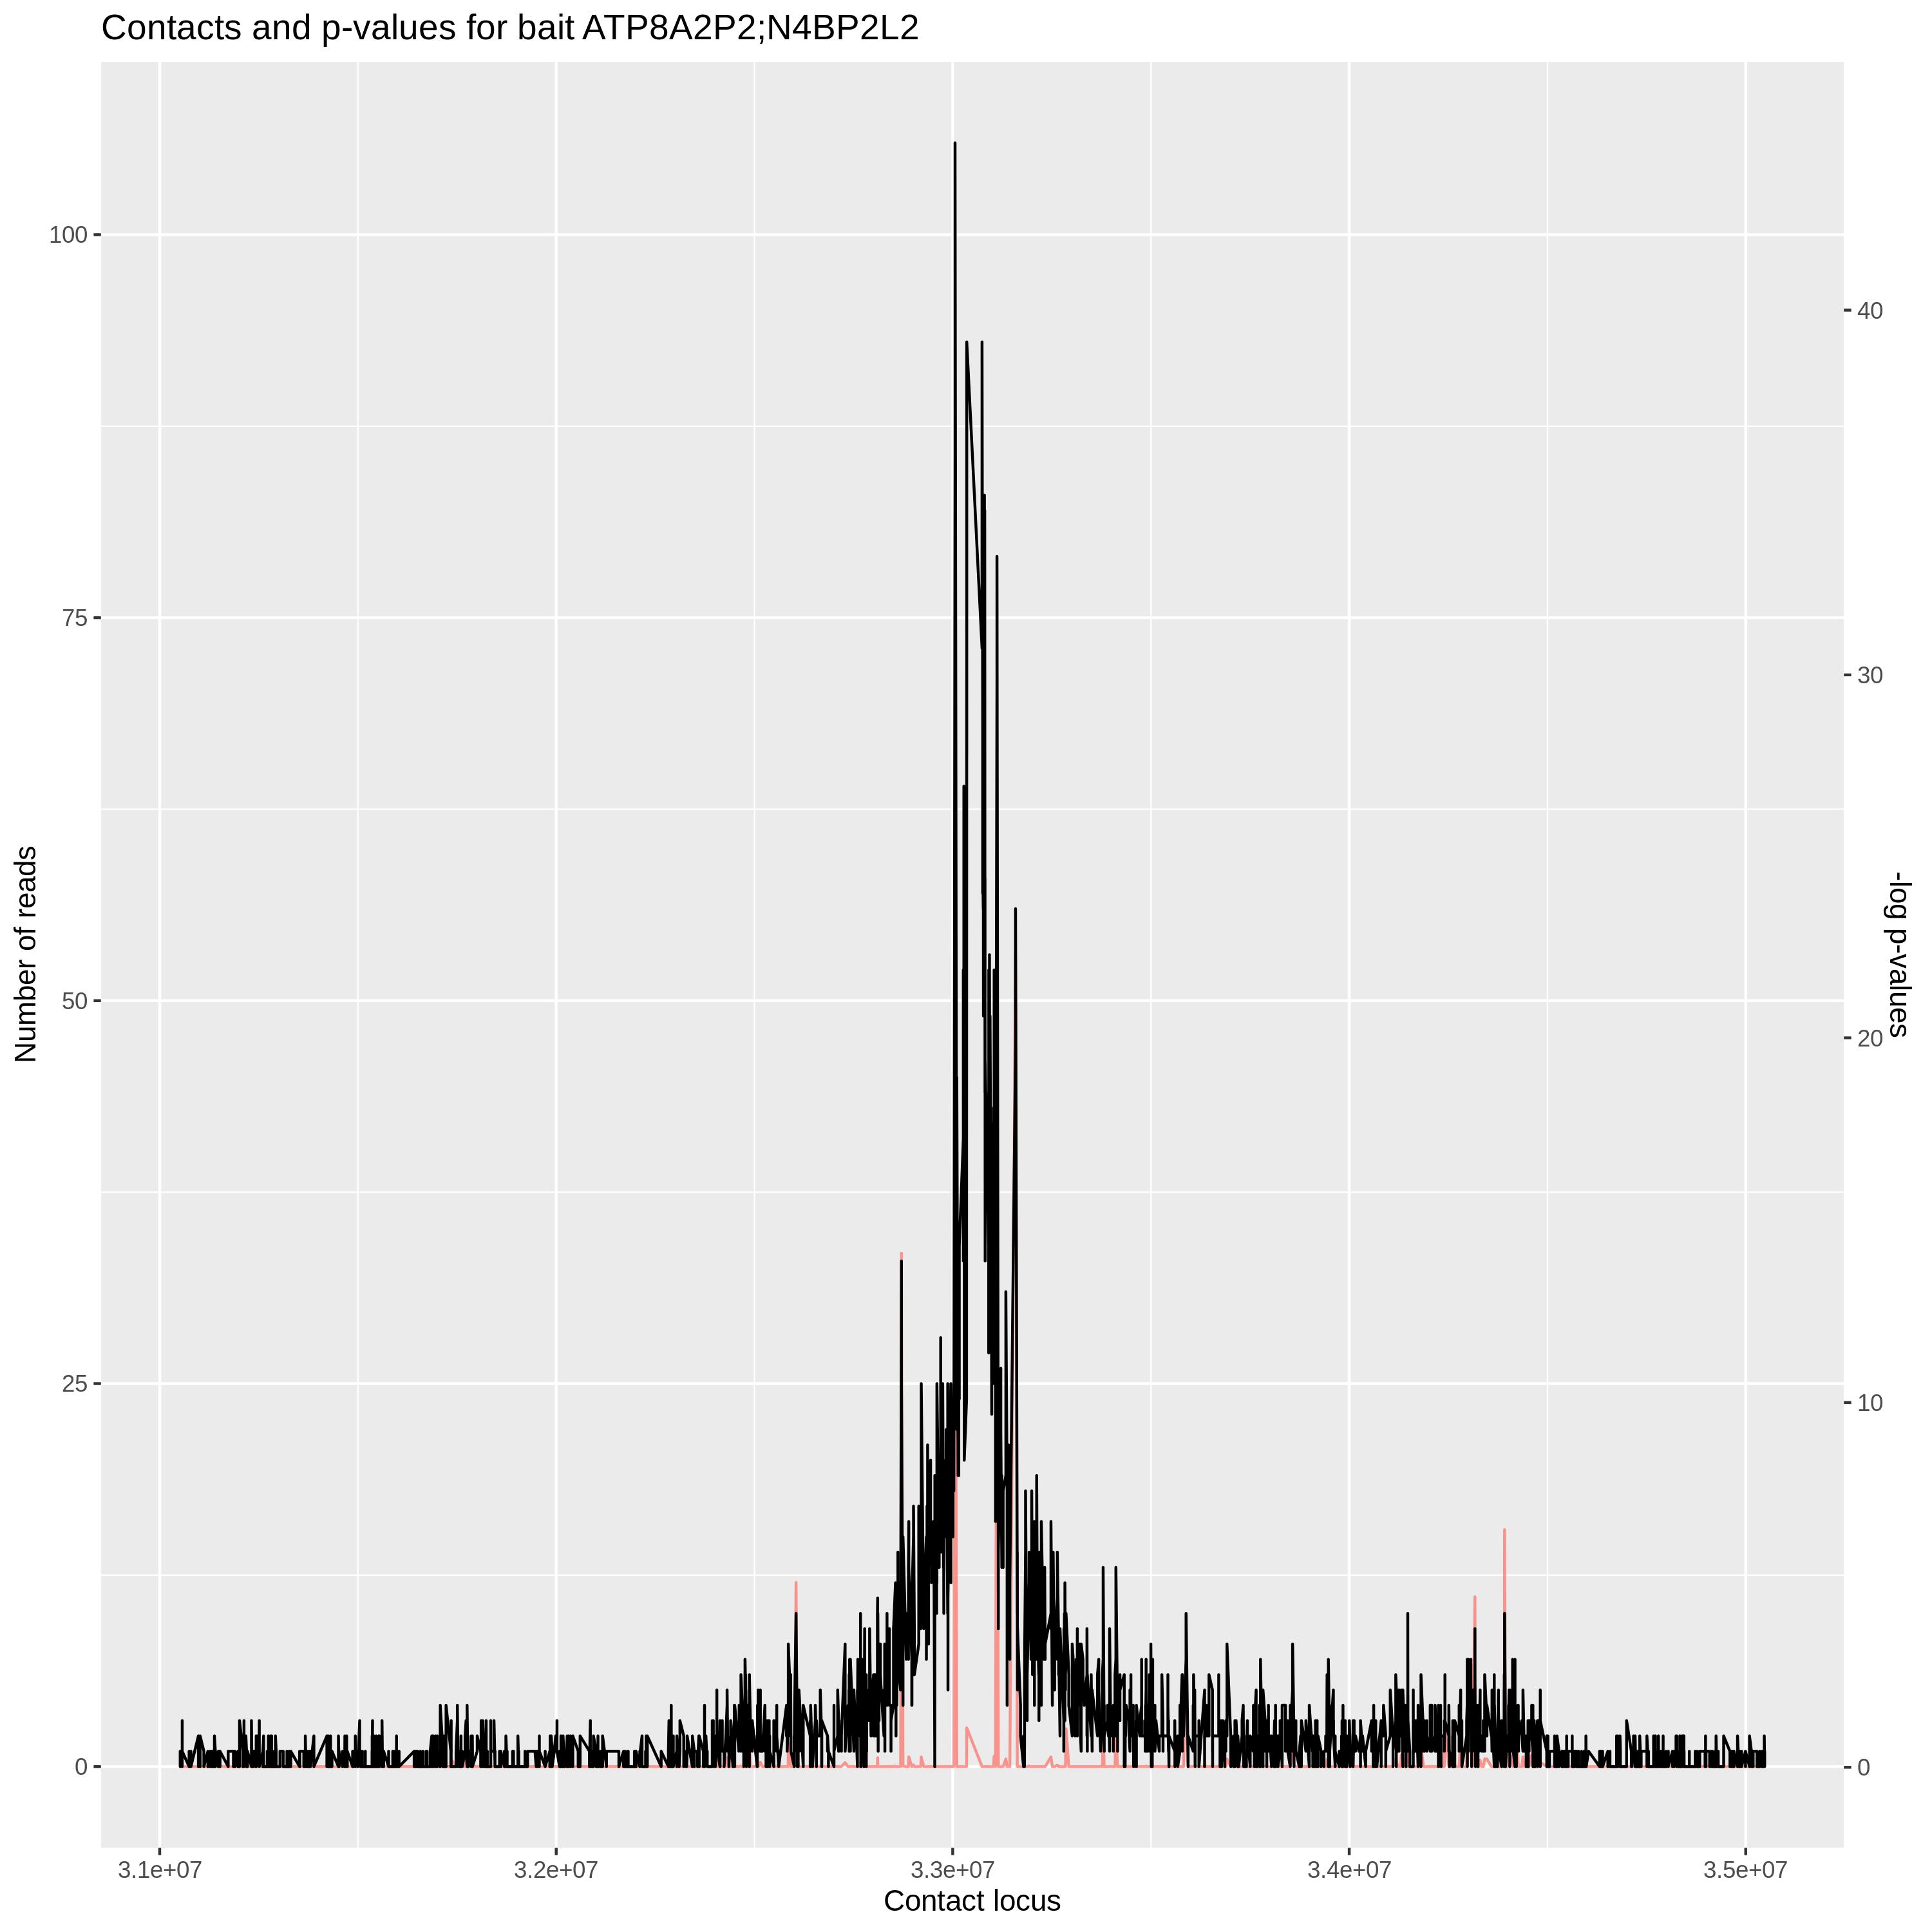 Contacts and p-values for bait ATP8A2P2;N4BP2L2
100
75
50
25
0
Number of reads
40
30
20
10
0
-log p-values
3.1e+07
3.2e+07
3.3e+07
3.4e+07
3.5e+07
Contact locus